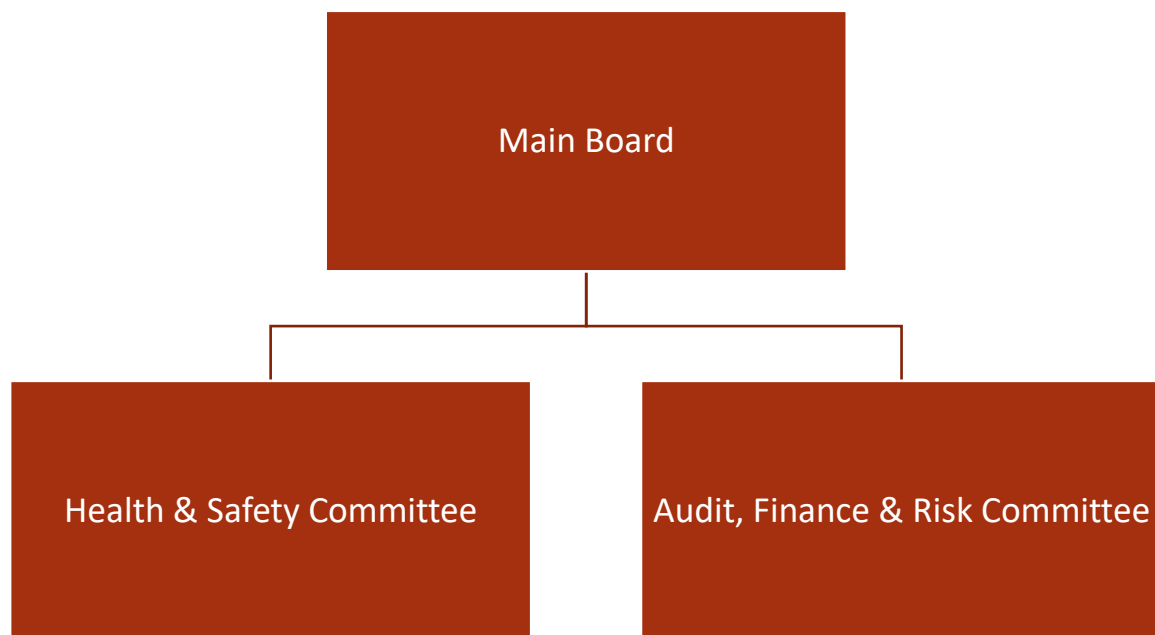 Main Board
Health & Safety Committee
Audit, Finance & Risk Committee